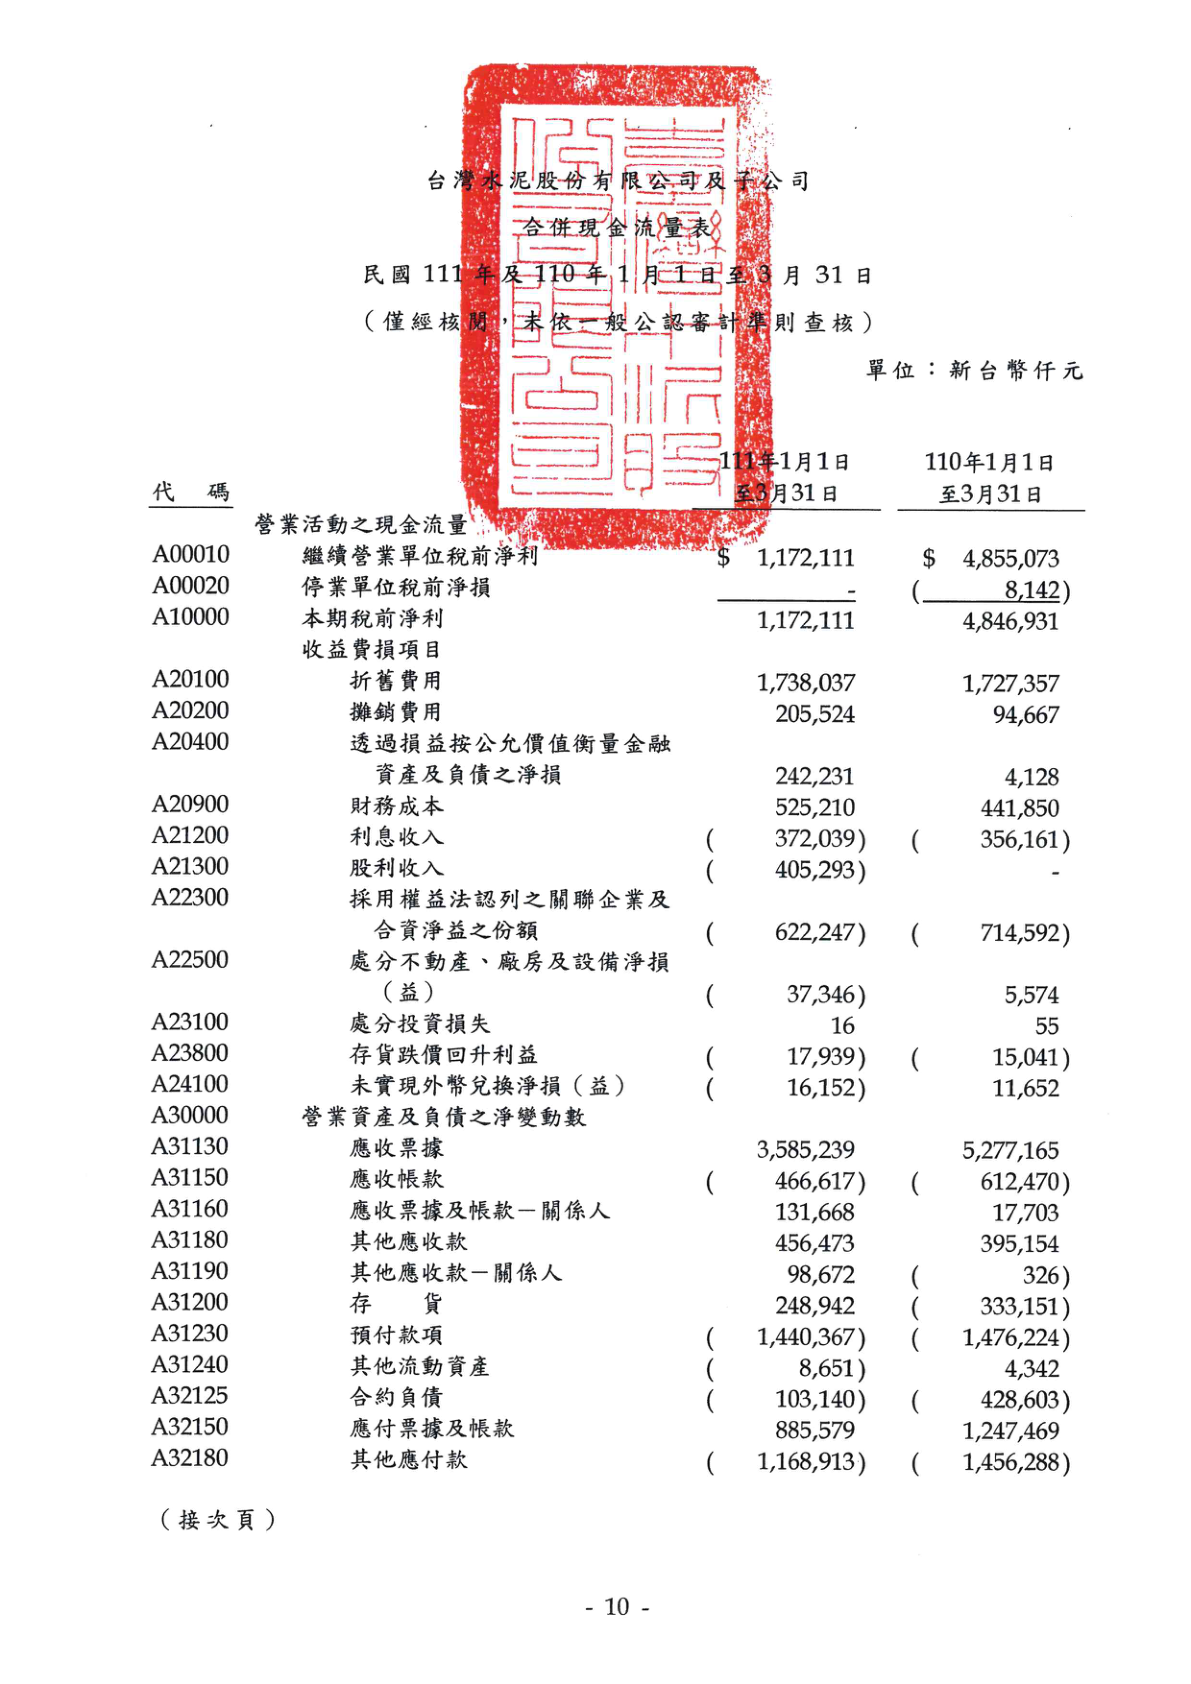 台灣水泥股份有限公司及子公司
合併現金流量表
民國 111 年及 110 年 1 月 1 日至 3 月 31 日
（僅經核閱，未依一般公認審計準則查核）
單位：新台幣仟元
111年1月1日 110年1月1日
代 碼 至3月31日 至3月31日
營業活動之現金流量
A00010 繼續營業單位稅前淨利 $ 1,172,111 $ 4,855,073
A00020 停業單位稅前淨損 - ( 8,142)
A10000 本期稅前淨利 1,172,111 4,846,931
收益費損項目
A20100 折舊費用 1,738,037 1,727,357
A20200 攤銷費用 205,524 94,667
A20400 透過損益按公允價值衡量金融
資產及負債之淨損 242,231 4,128
A20900 財務成本 525,210 441,850
A21200 利息收入 ( 372,039) ( 356,161)
A21300 股利收入 ( 405,293) -
A22300 採用權益法認列之關聯企業及
合資淨益之份額 ( 622,247) ( 714,592)
A22500 處分不動產、廠房及設備淨損
（益） ( 37,346) 5,574
A23100 處分投資損失 16 55
A23800 存貨跌價回升利益 ( 17,939) ( 15,041)
A24100 未實現外幣兌換淨損（益） ( 16,152) 11,652
A30000 營業資產及負債之淨變動數
A31130 應收票據 3,585,239 5,277,165
A31150 應收帳款 ( 466,617) ( 612,470)
A31160 應收票據及帳款－關係人 131,668 17,703
A31180 其他應收款 456,473 395,154
A31190 其他應收款－關係人 98,672 ( 326)
A31200 存 貨 248,942 ( 333,151)
A31230 預付款項 ( 1,440,367) ( 1,476,224)
A31240 其他流動資產 ( 8,651) 4,342
A32125 合約負債 ( 103,140) ( 428,603)
A32150 應付票據及帳款 885,579 1,247,469
A32180 其他應付款 ( 1,168,913) ( 1,456,288)
（接次頁）
- 10 -